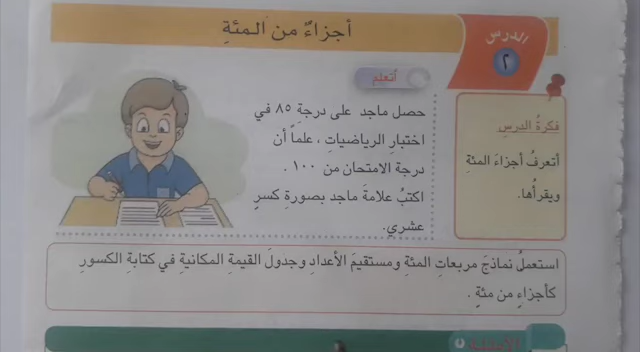 الدرس
٢
أجزاءٌ من المئةِ
أتعلم
فكرةُ الدرسِ
أتعرفُ أجزاءَ المئةِ
ويقرأُها.
حصل ماجد على درجةِ ٨٥ في
اختبارِ الرياضياتِ ، علماً أن
درجة الامتحان من ١٠٠ .
اكتبُ علامةَ ماجد بصورةِ كسرٍ
عشريٍ.
استعملُ نماذجَ مربعاتِ المئةِ ومستقيمَ الأعدادِ وجدولَ القيمةِ المكانيةِ في كتابةِ الكسورِ
كأجزاءٍ من مئةٍ .